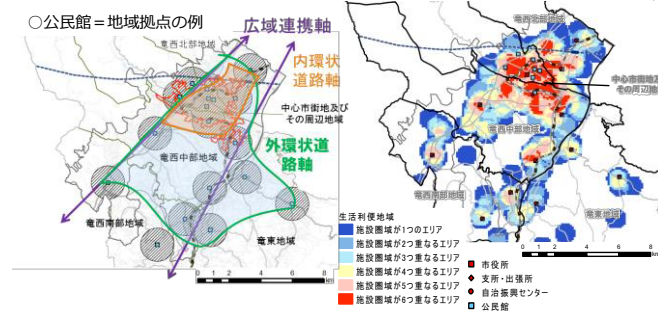 ○公民館＝地域拠点の例
広域連携軸
竜西北部地域
内環状
道路軸
中心市街地及び
その周辺地域
竜西中部地域
外環状道
路軸
竜西南部地域
竜東地域
0 2 4 6 8
km
竜西北部地域
中心市街地及び
その周辺地域
竜西中部地域
竜西南部地域
竜東地域
0 2 4 6 8
km
生活利便地域
施設圏域が1つのエリア
施設圏域が2つ重なるエリア
施設圏域が3つ重なるエリア
施設圏域が4つ重なるエリア
施設圏域が5つ重なるエリア
施設圏域が6つ重なるエリア
市役所
支所・出張所
自治振興センター
公民館